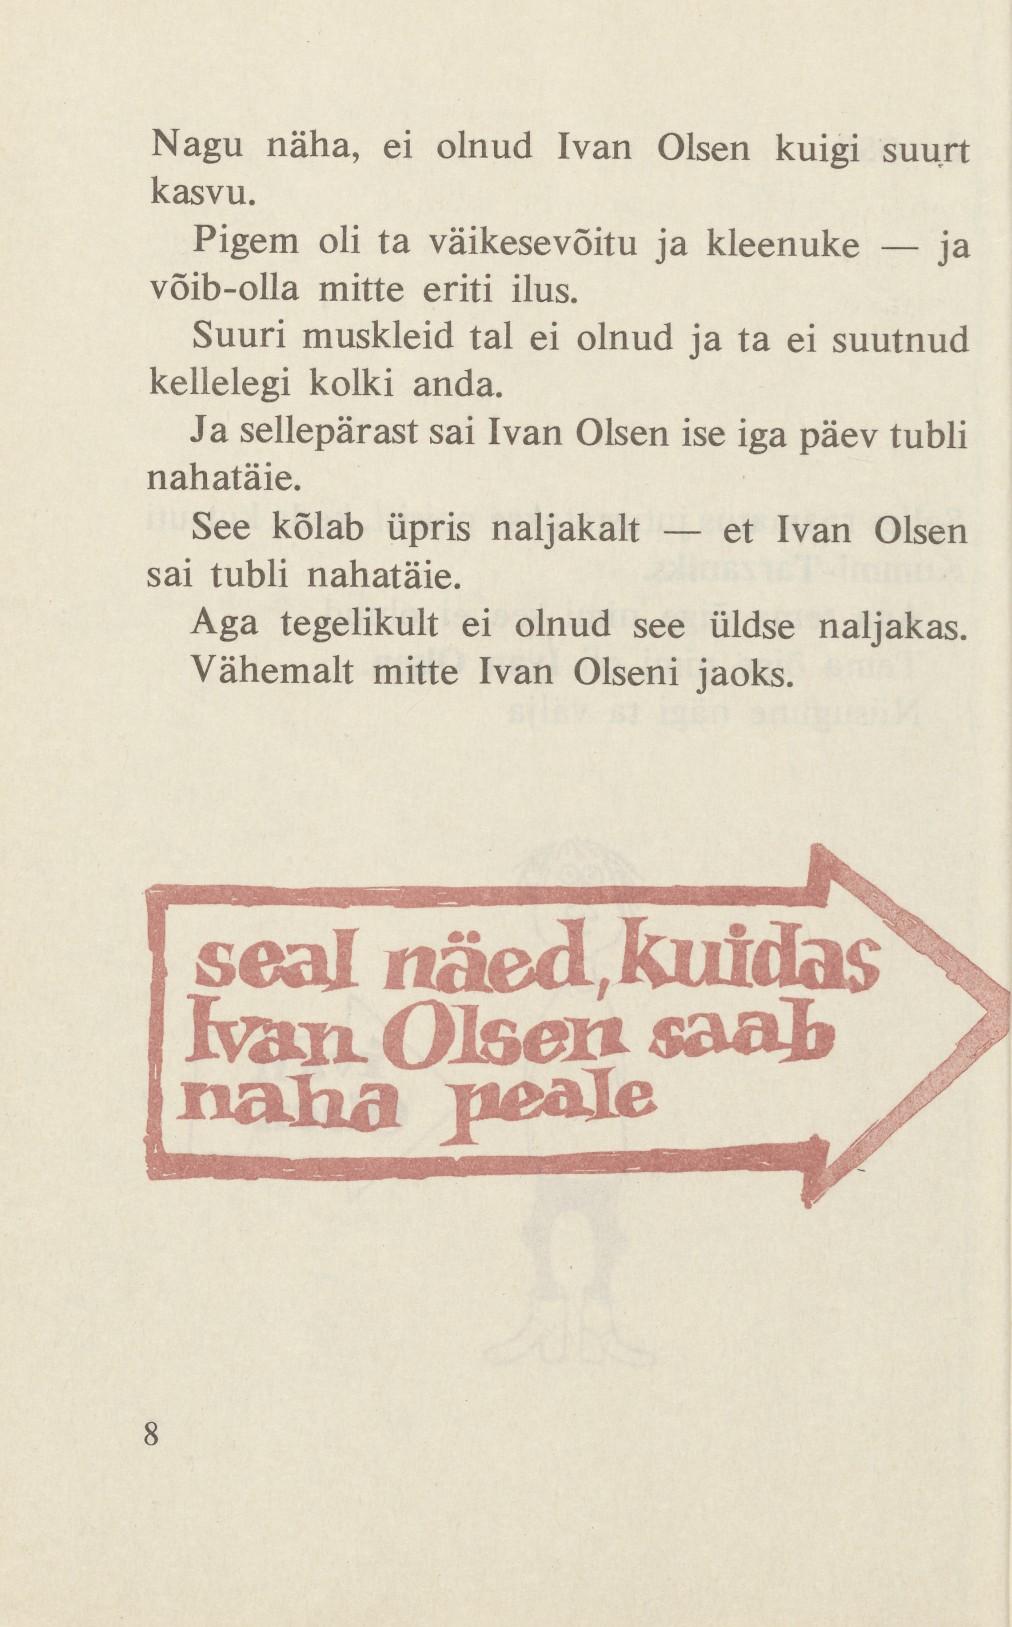 Nagu näha, ei olnud Ivan Olsen kuigi suurt
kasvu.
Pigem oli ta väikesevõitu ja kleenuke — ja
võib-olla mitte eriti ilus.
Suuri muskleid tal ei olnud ja ta ei suutnud
kellelegi kolki anda.
Ja sellepärast sai Ivan Olsen ise iga päev tubli
nahatäie.
See kõlab üpris naljakalt — et Ivan Olsen
sai tubli nahatäie.
Aga tegelikult ei olnud see üldse naljakas.
Vähemalt mitte Ivan Olseni jaoks.
seal näed, kuidas
Ivan Olsen saab
naha peale
8